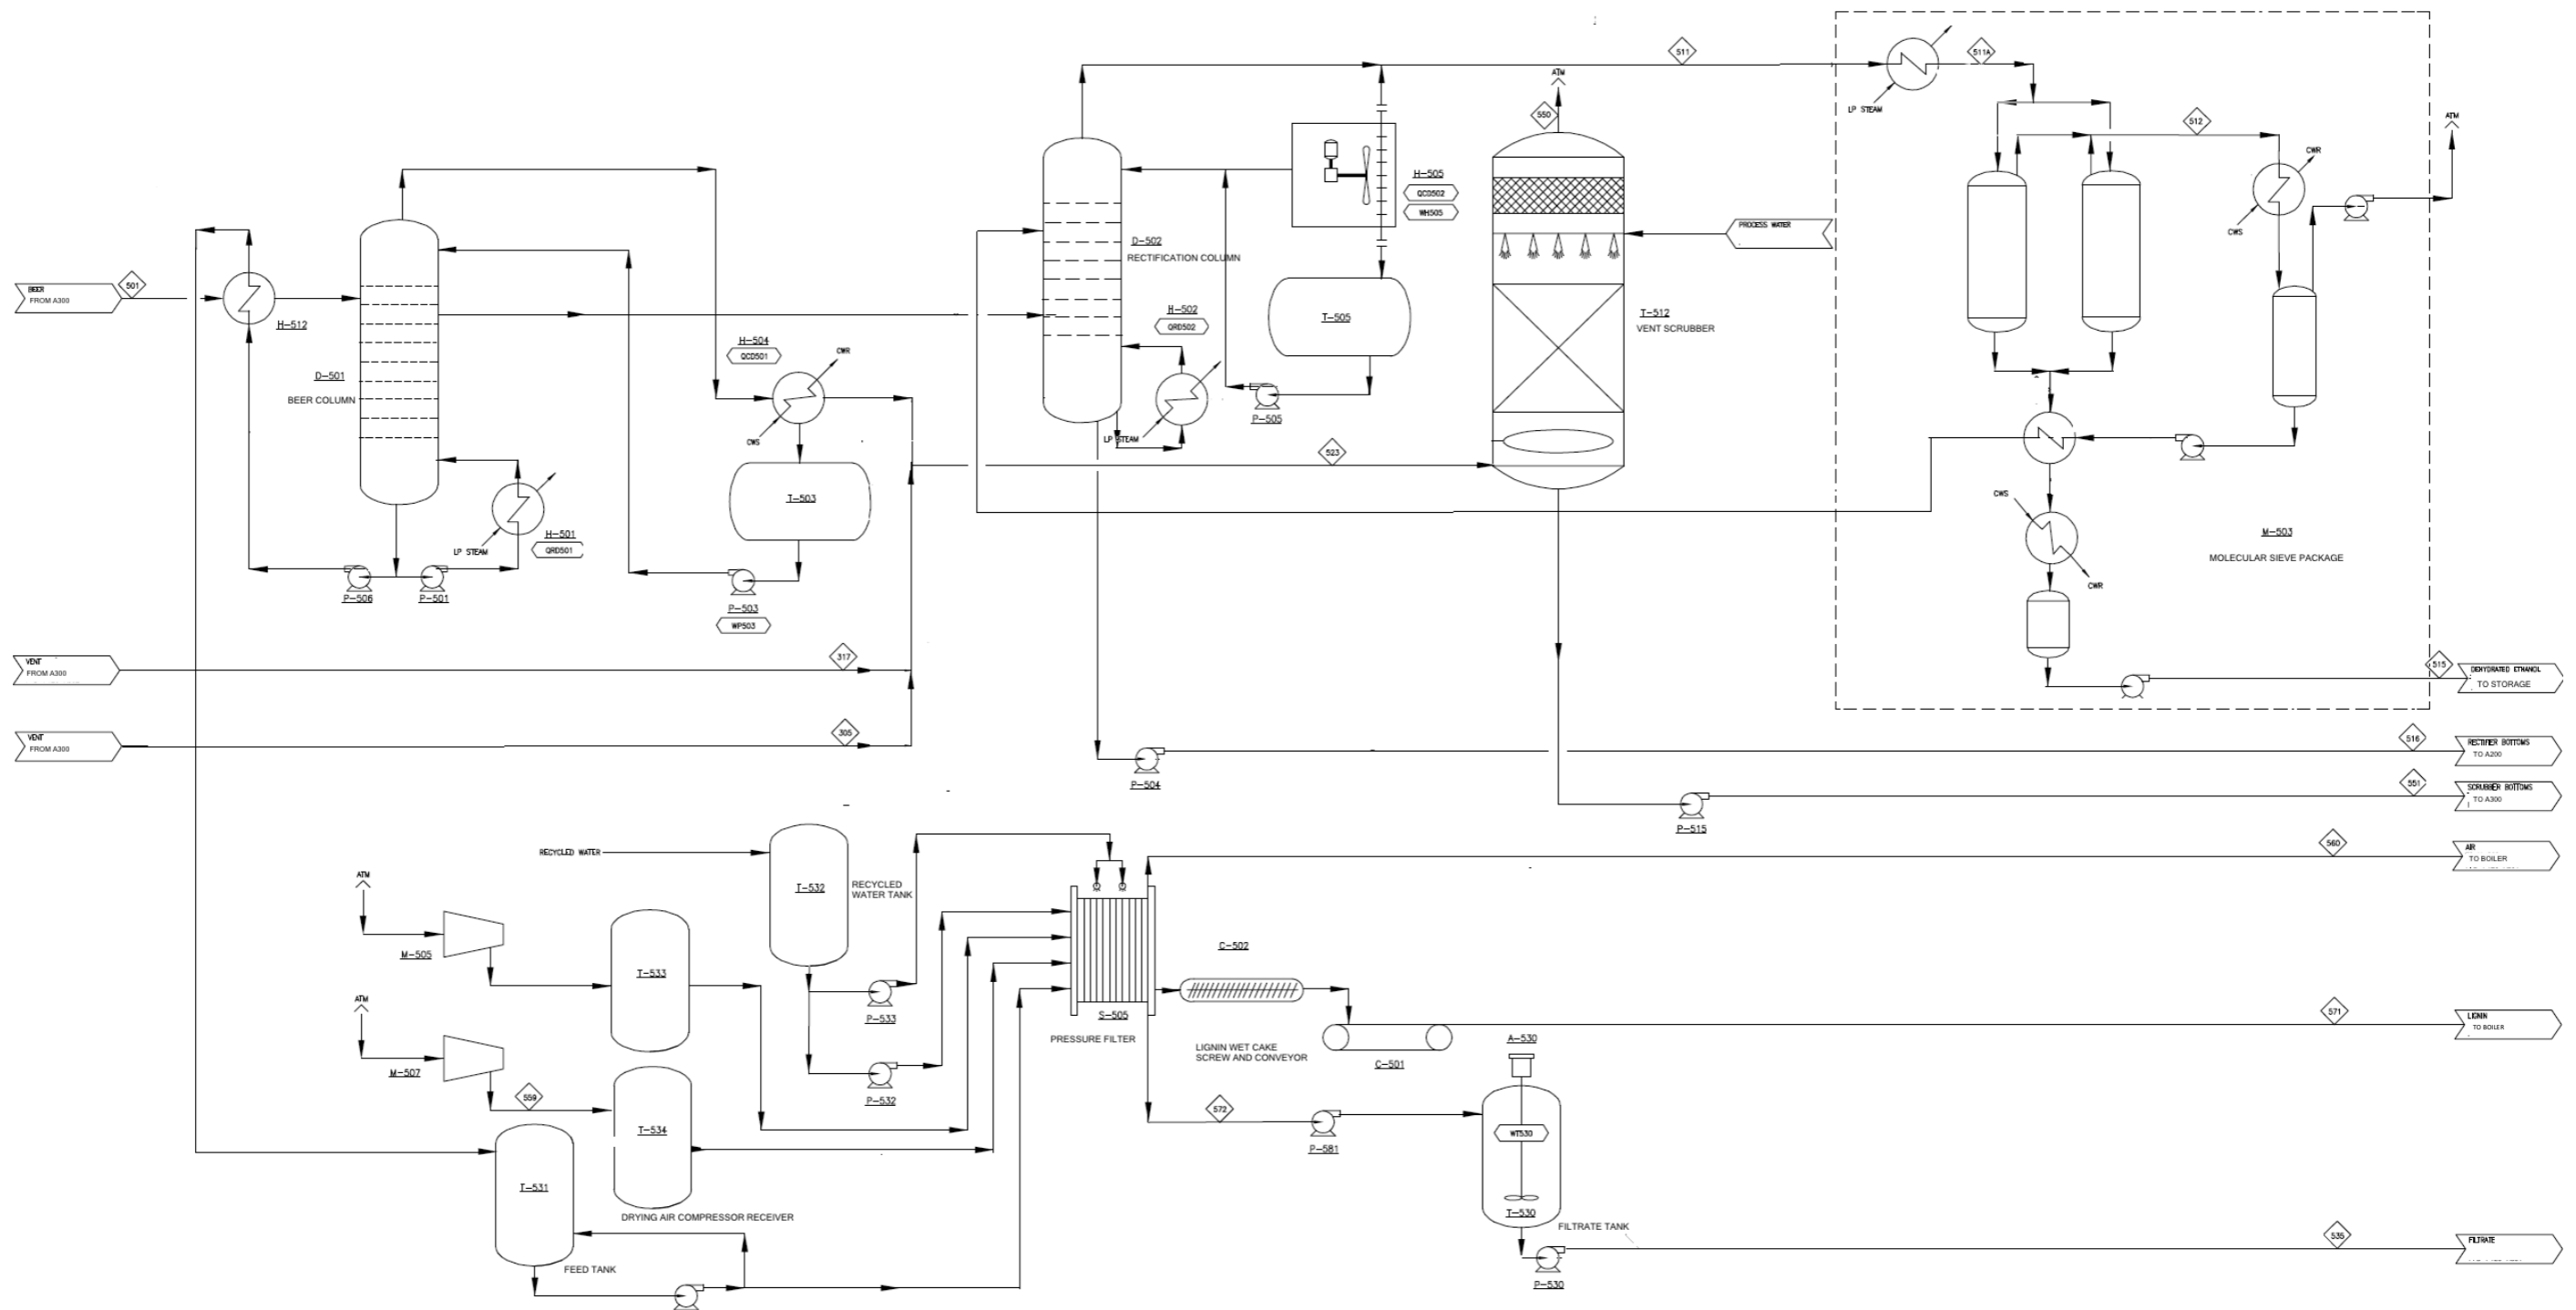 511
511A
ATM
LP STEAM
550
512
ATM
CWR
H-505
QCD502
WH505
CWS
PROCESS WATER
D-502
RECTIFICATION COLUMN
BEER
FROM A300
501
H-512
H-502
QRD502
T-505
T-512
VENT SCRUBBER
H-504
QCD501
CWR
D-501
BEER COLUMN
P-505
CWS
LP STEAM
523
T-503
CWS
H-501
QRD501
LP STEAM
M-503
MOLECULAR SIEVE PACKAGE
CWR
P-506
P-501
P-503
WP503
VENT
FROM A300
317
515
DEHYDRATED ETHANOL
TO STORAGE
VENT
FROM A300
305
516
RECTIFIER BOTTOMS
TO A200
P-504
551
SCRUBBER BOTTOMS
TO A300
P-515
RECYCLED WATER
560
AIR
TO BOILER
ATM
T-532
RECYCLED
WATER TANK
M-505
T-533
C-502
ATM
P-533
S-505
PRESSURE FILTER
571
LIGNIN
TO BOILER
LIGNIN WET CAKE
SCREW AND CONVEYOR
C-501
A-530
M-507
P-532
559
572
T-534
WT530
P-581
T-531
T-530
DRYING AIR COMPRESSOR RECEIVER
FILTRATE TANK
535
FILTRATE
FEED TANK
P-530